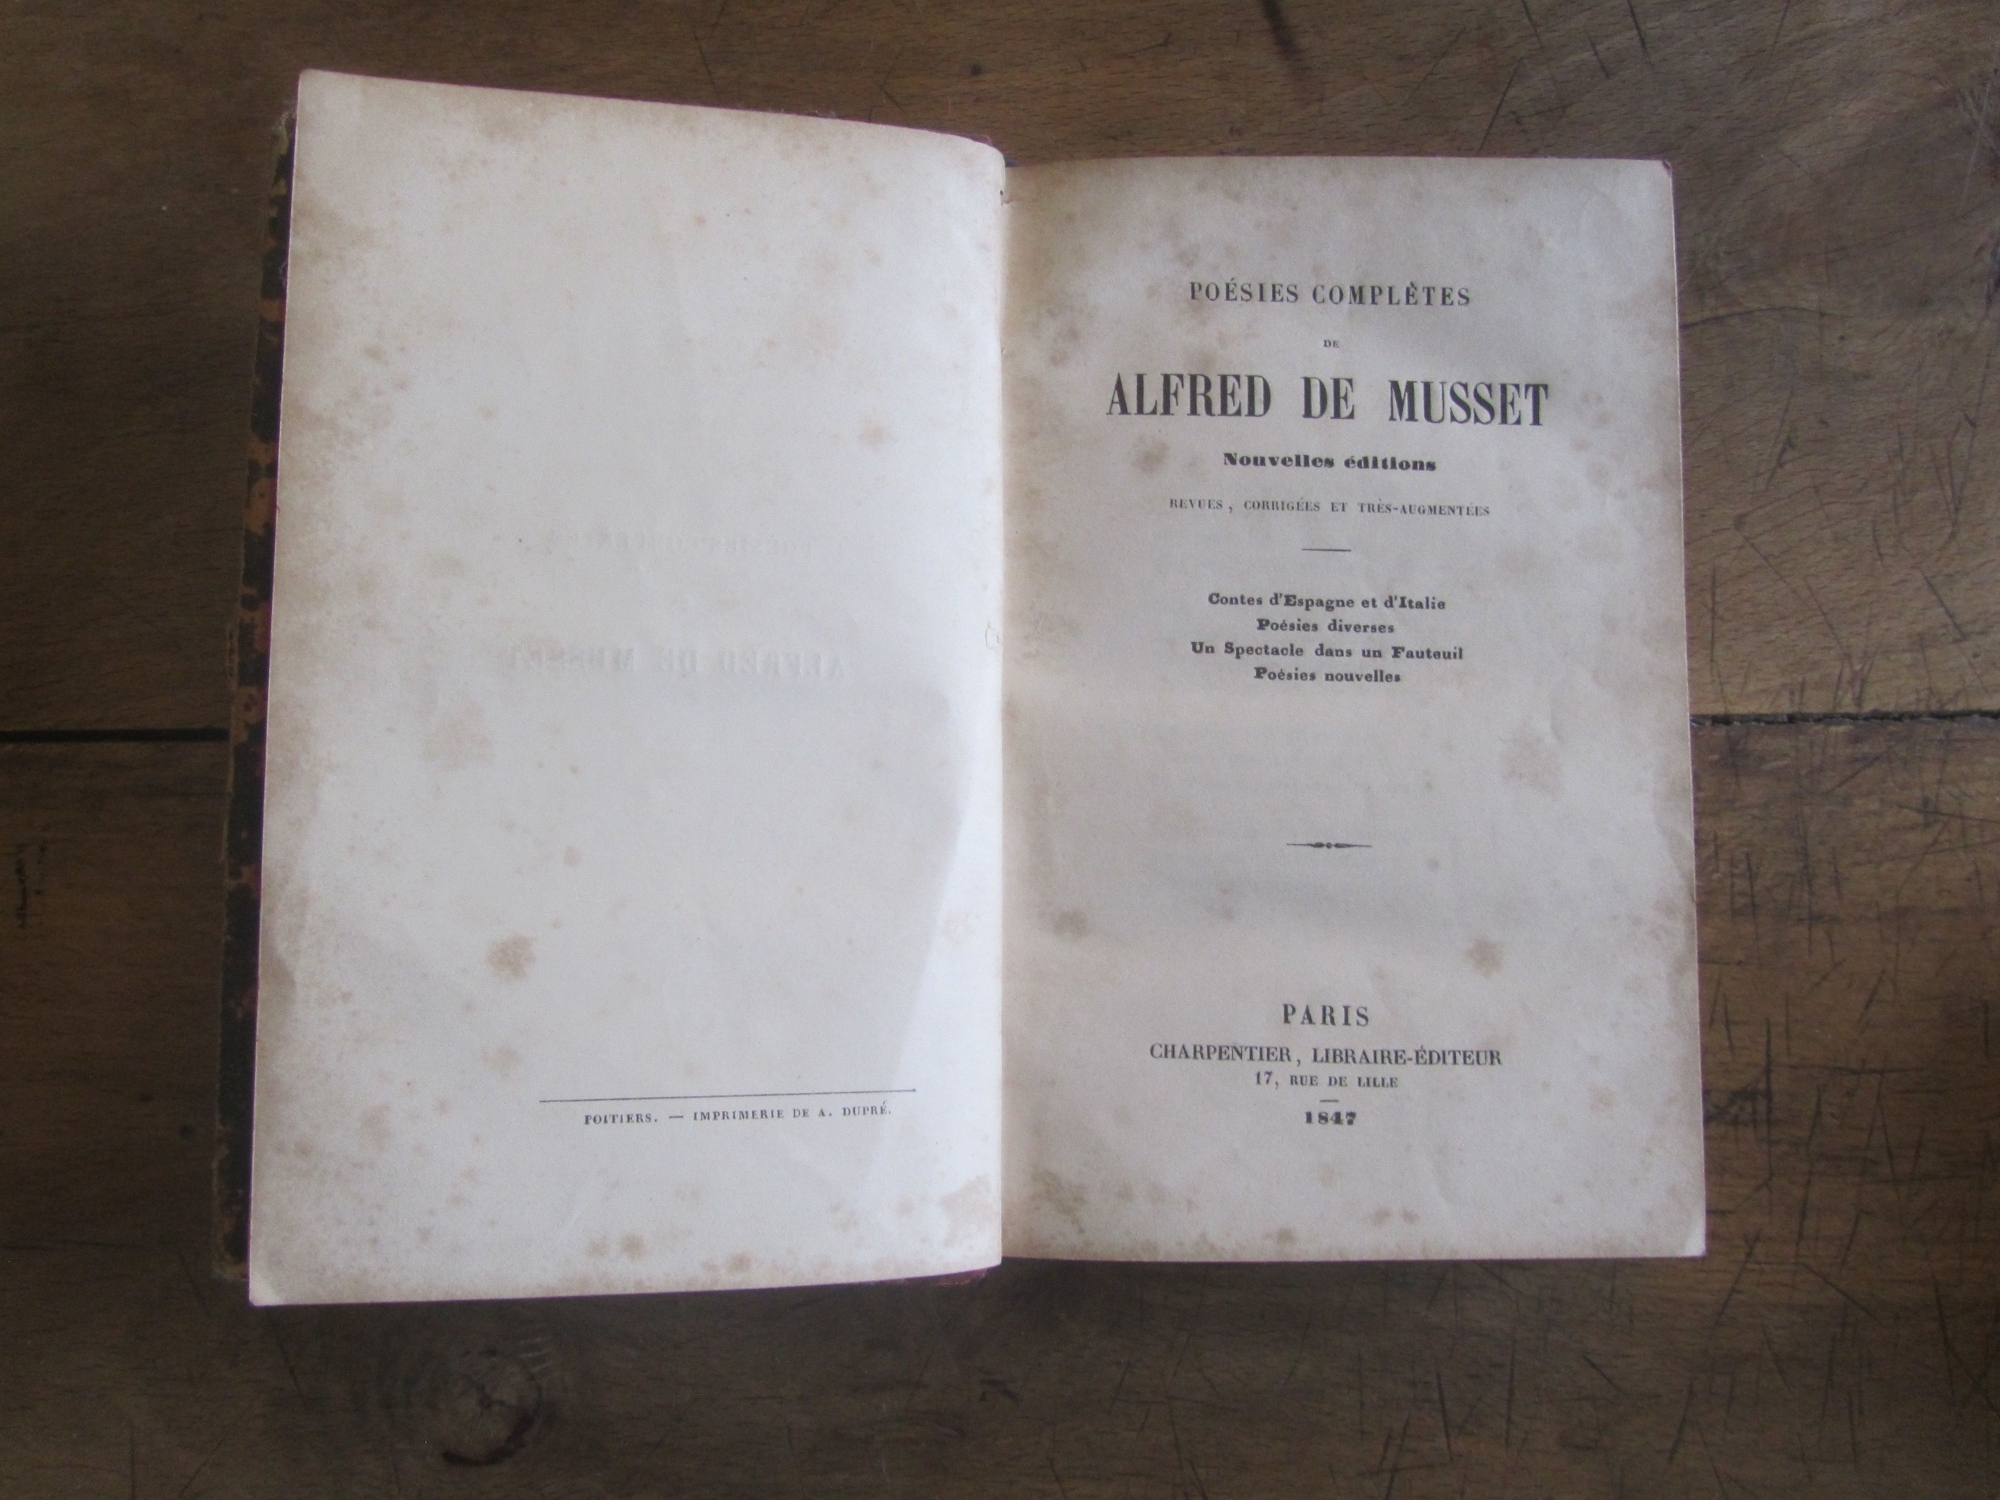 POITIERS. — IMPRIMERIE DE A. DUPRÉ.
POÉSIES COMPLÈTES
DE
ALFRED DE MUSSET
Nouvelles éditions
REVUES, CORRIGÉES ET TRÈS-AUGMENTÉES
Contes d'Espagne et d'Italie
Poésies diverses
Un Spectacle dans un Fauteuil
Poésies nouvelles
PARIS
CHARPENTIER, LIBRAIRE-ÉDITEUR
17, RUE DE LILLE
1847